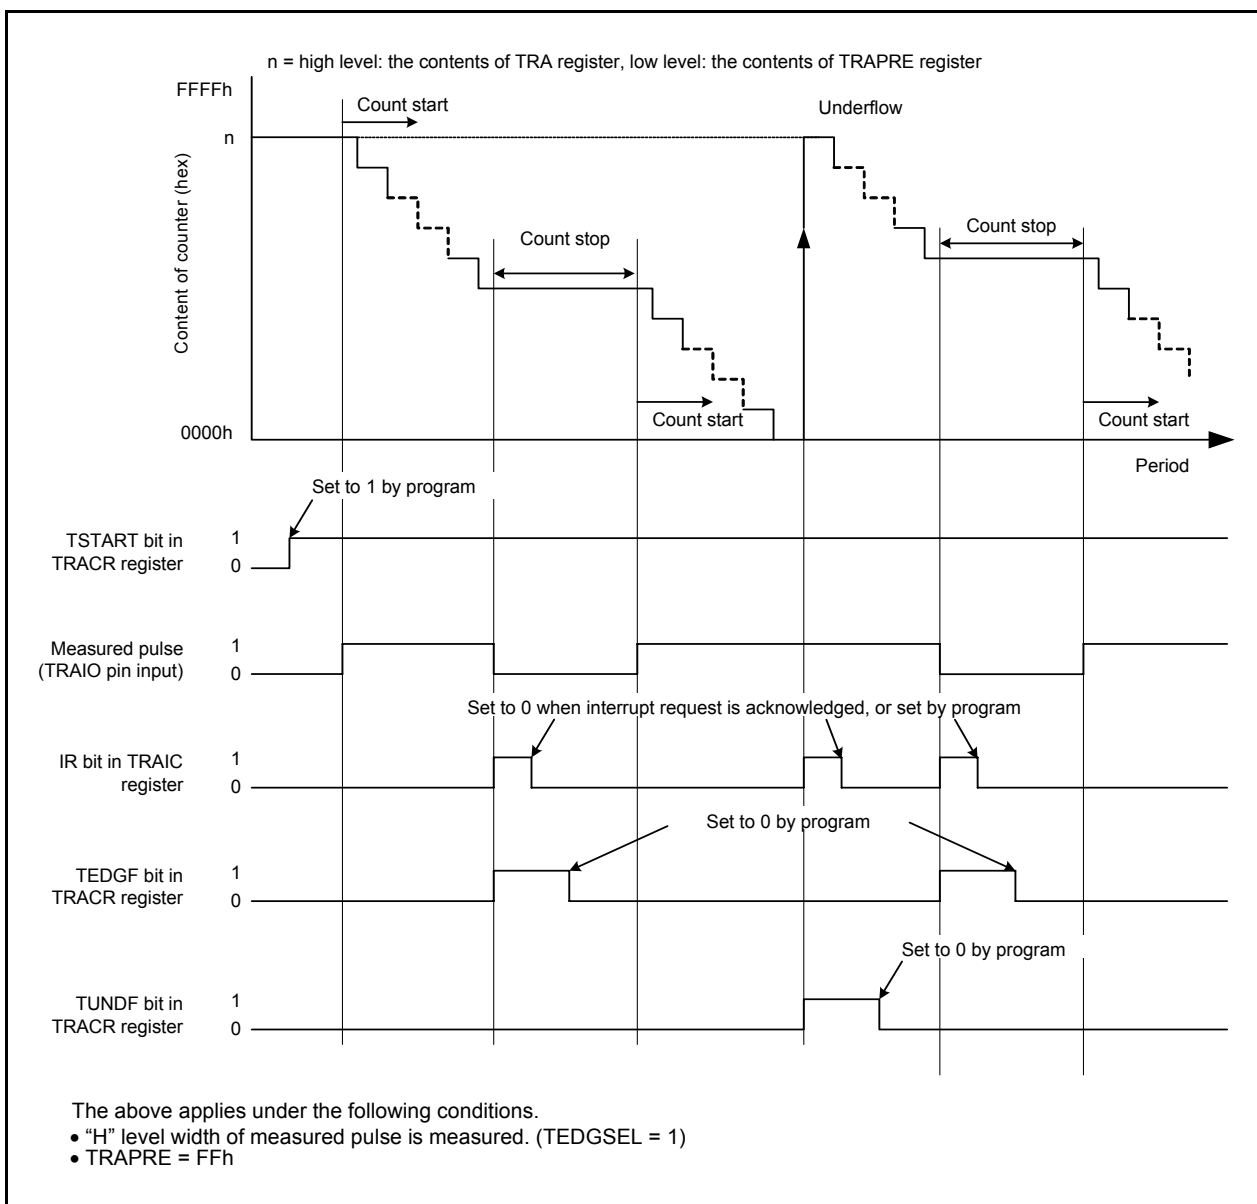 n = high level: the contents of TRA register, low level: the contents of TRAPRE register
FFFFh
Count start
Underflow
n
Content of counter (hex)
Count stop
Count stop
Count start
Count start
0000h
Period
Set to 1 by program
TSTART bit in
TRACR register
1
0
Measured pulse
(TRAIO pin input)
1
0
Set to 0 when interrupt request is acknowledged, or set by program
IR bit in TRAIC
register
1
0
Set to 0 by program
TEDGF bit in
TRACR register
1
0
Set to 0 by program
TUNDF bit in
TRACR register
1
0
The above applies under the following conditions.
• “H” level width of measured pulse is measured. (TEDGSEL = 1)
• TRAPRE = FFh